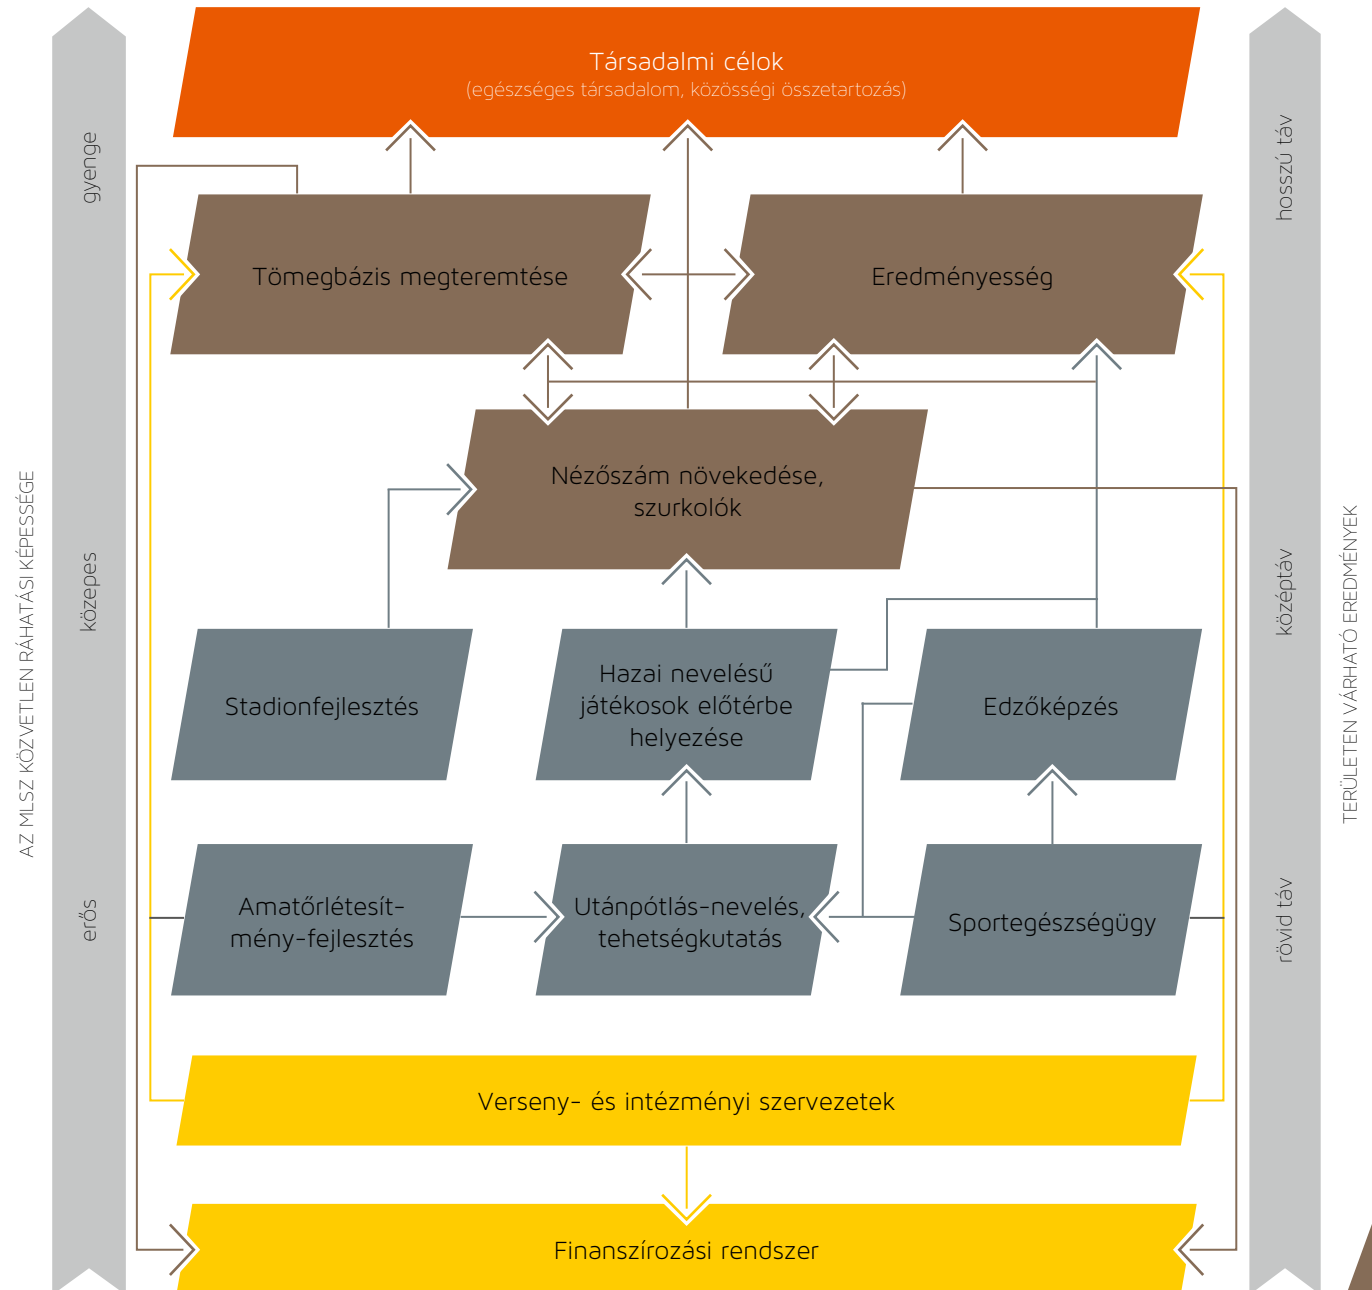 Társadalmi célok
(egészséges társadalom, közösségi összetartozás)
gyenge
hosszú táv
Tömegbázis megteremtése
Eredményesség
AZ MLSZ KÖZVETLEN RÁHATÁSI KÉPESSÉGE
közepes
Nézőszám növekedése,
szurkolók
középtáv
TERÜLETEN VÁRHATÓ EREDMÉNYEK
Stadionfejlesztés
Hazai nevelésű
játékosok előtérbe
helyezése
Edzőképzés
erős
Amatőrlétesít-
mény-fejlesztés
Utánpótlás-nevelés,
tehetségkutatás
Sportegészségügy
rövid táv
Verseny- és intézményi szervezetek
Finanszírozási rendszer